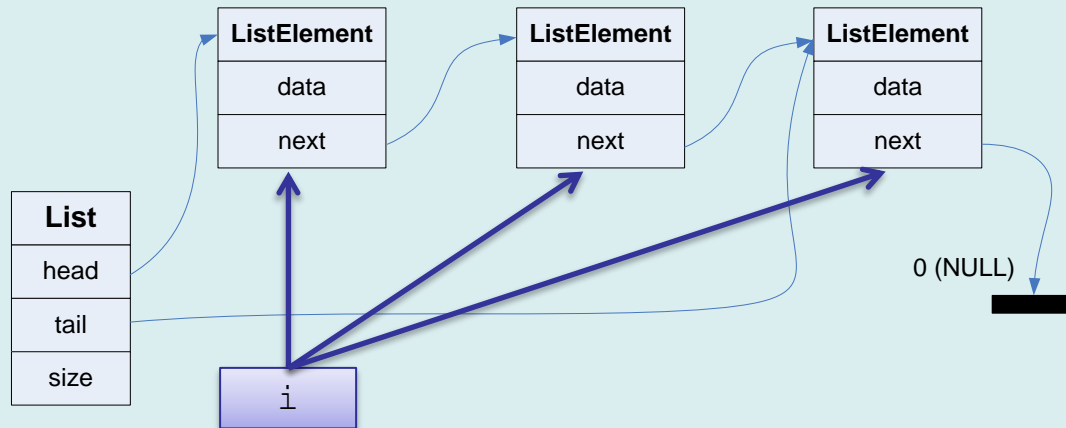 ListElement
data
next
ListElement
data
next
ListElement
data
next
List
head
tail
size
0 (NULL)
i